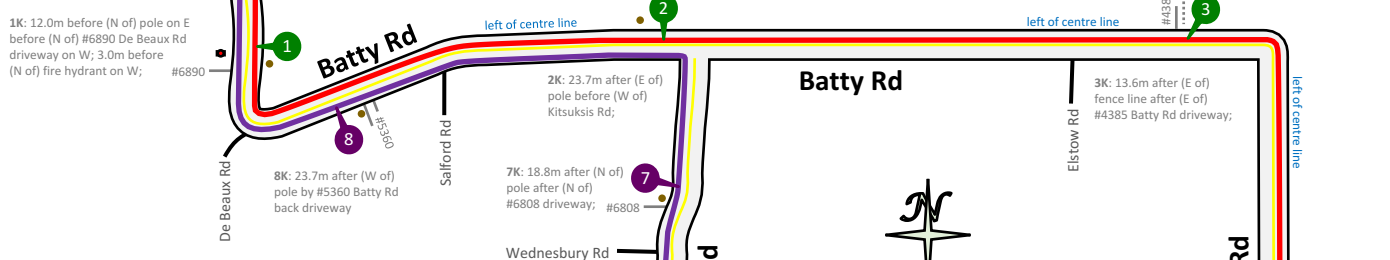 1K: 12.0m before (N of) pole on E
before (N of) #6890 De Beaux Rd
driveway on W; 3.0m before
(N of) fire hydrant on W;
#6890
1
Batty Rd
left of centre line
2
left of centre line
3
#438
Batty Rd
2K: 23.7m after (E of)
pole before (W of)
Kitsuksis Rd;
3K: 13.6m after (E of)
fence line after (E of)
#4385 Batty Rd driveway;
left of centre line
8
#5360
Salford Rd
Elstow Rd
De Beaux Rd
8K: 23.7m after (W of)
pole by #5360 Batty Rd
back driveway
7K: 18.8m after (N of)
pole after (N of)
#6808 driveway;
#6808
7
N
Wednesbury Rd
d
Rd